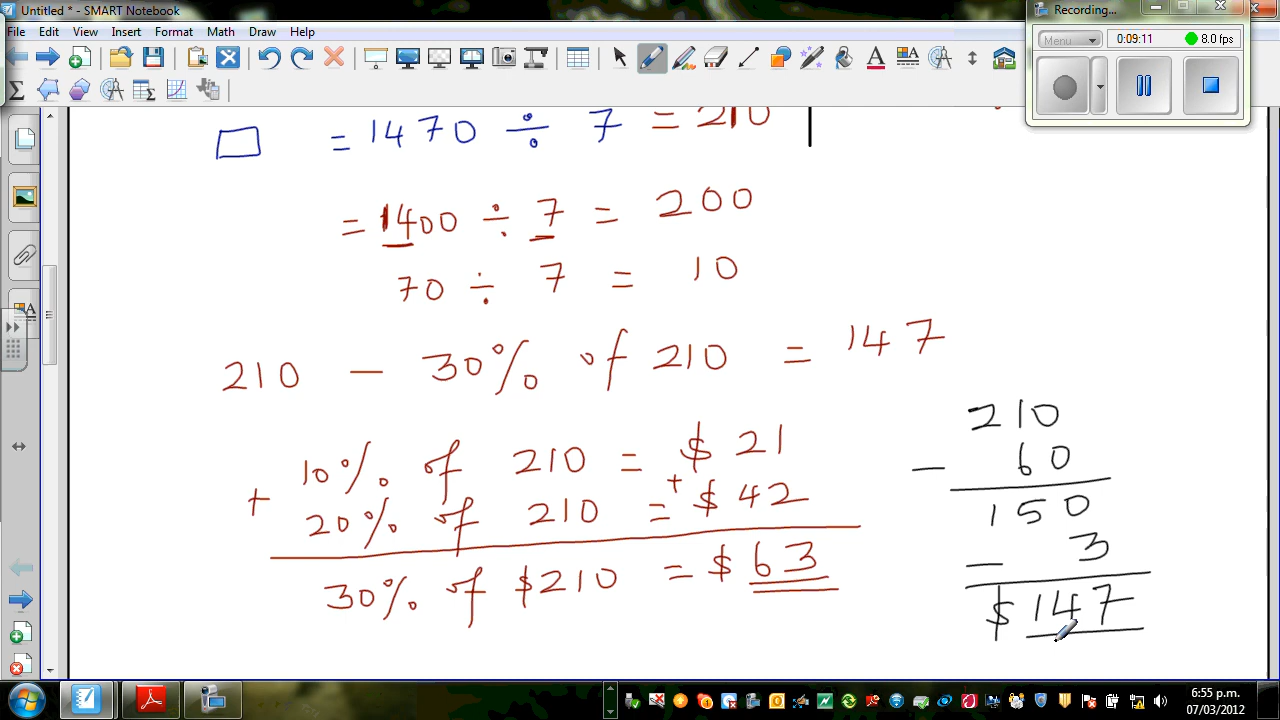 Untitled * - SMART Notebook
File Edit View Insert Format Math Draw Help
Recording...
Menu 0:09:11 8.0 fps
= 1470 ÷ 7 = 210
= 1400 ÷ 7 = 200
70 ÷ 7 = 10
210 - 30% of 210 = 147
10% of 210 = $ 21
+ 20% of 210 = + $ 42
30% of $210 = $ 63
210
- 60
150
- 3
$ 147
6:55 p.m.
07/03/2012